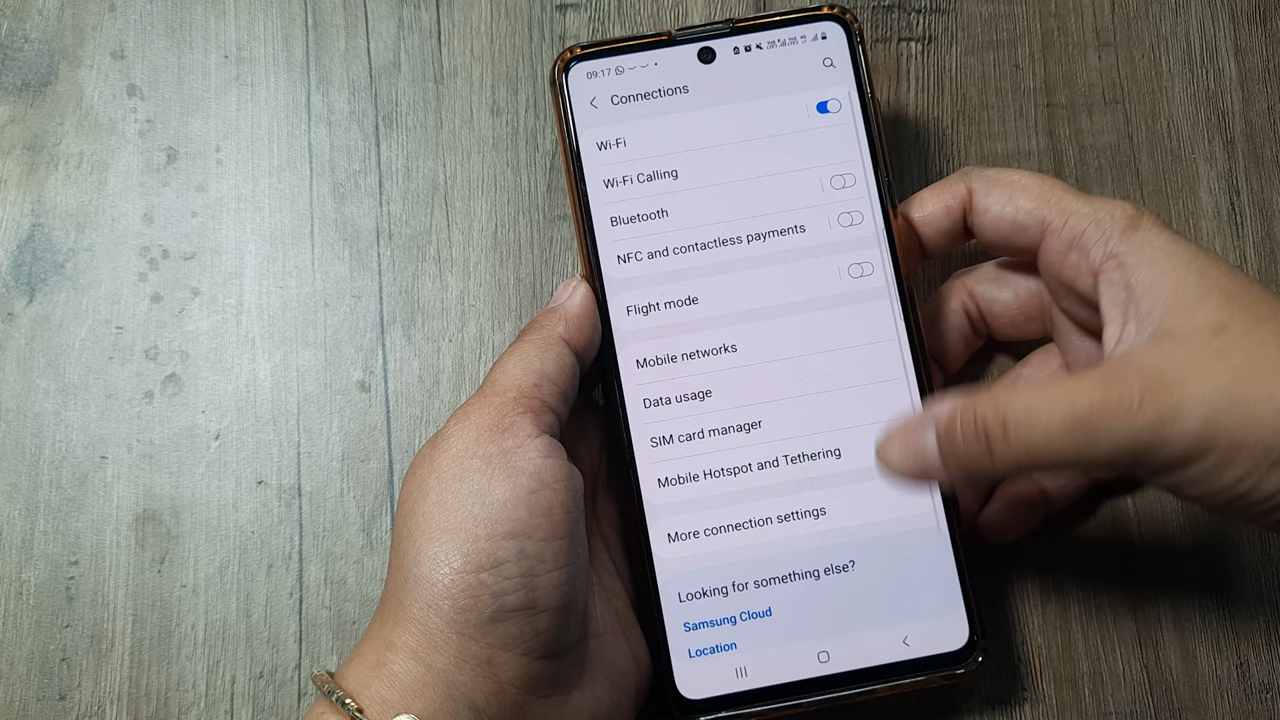 09:17
Connections
Wi-Fi
Wi-Fi Calling
Bluetooth
NFC and contactless payments
Flight mode
Mobile networks
Data usage
SIM card manager
Mobile Hotspot and Tethering
More connection settings
Looking for something else?
Samsung Cloud
Location